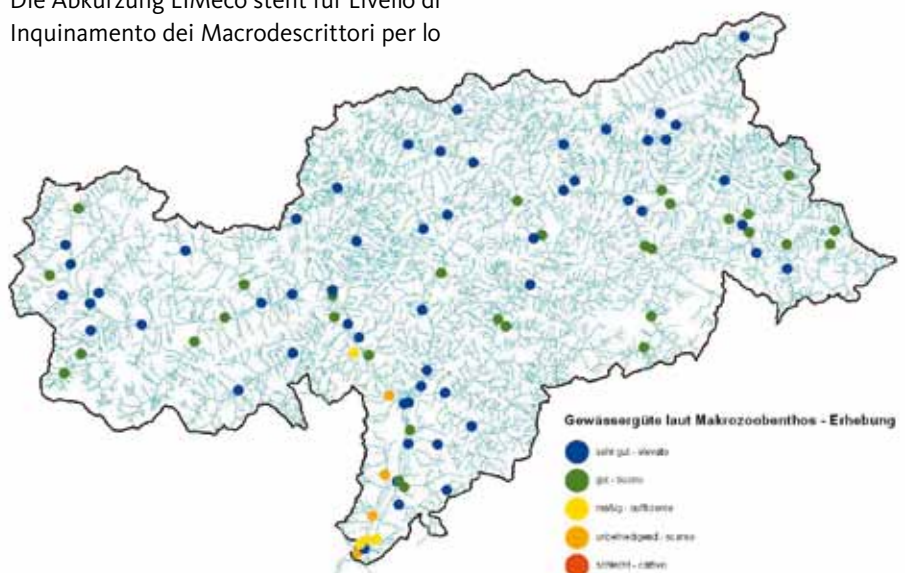 Die Abkürzung LIMeco steht für Livello di
Inquinamento dei Macrodescrittori per lo
Gewässergüte laut Makrozoobenthos - Erhebung
sehr gut - elevato
gut - buono
mäßig - sufficiente
unbefriedigend - scarso
schlecht - cattivo